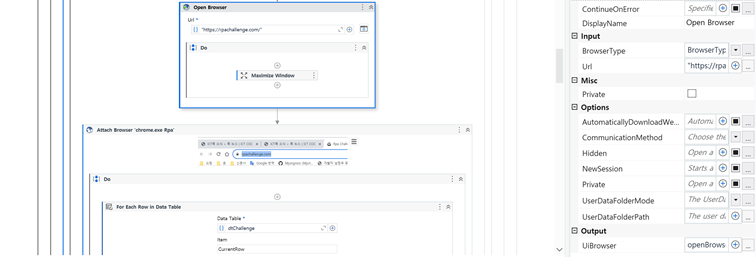 Open Browser
Url *
"https://rpachallenge.com/"
Do
Maximize Window
Attach Browser 'chrome.exe Rpa'
rpachallenge.com
For Each Row in Data Table
Do
Data Table *
dtChallenge
Item
CurrentRow
ContinueOnError Specifie
DisplayName Open Browser
Input
BrowserType BrowserTyp
Url "https://rpa
Misc
Private
Options
AutomaticallyDownloadWe... Automa
CommunicationMethod Choose the
Hidden Open a
NewSession Starts a
Private Open a
UserDataFolderMode The UserDa
UserDataFolderPath The user d
Output
UiBrowser openBrows